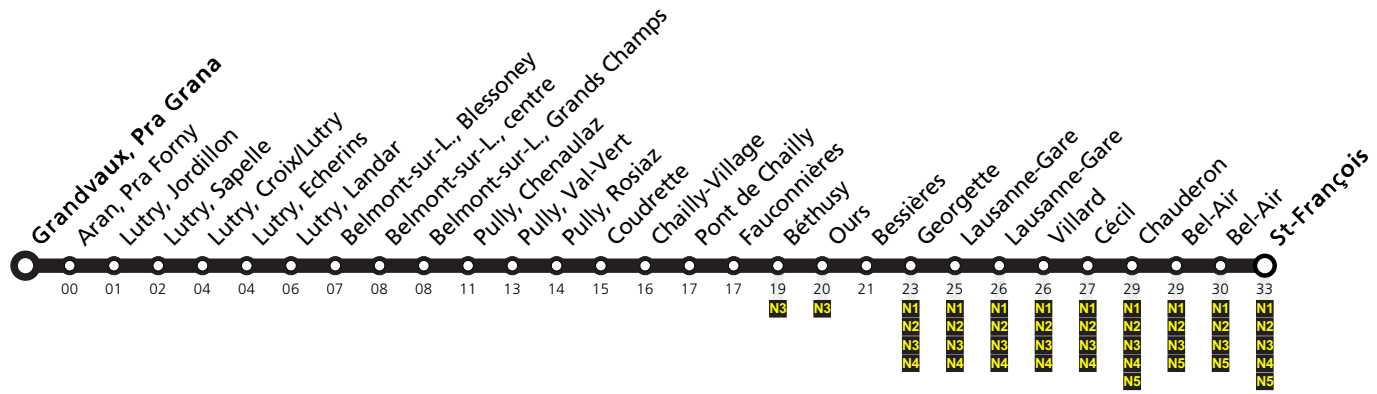 Grandvaux, Pra Grana
Aran, Pra Forny
Lutry, Jordillon
Lutry, Sapelle
Lutry, Croix/Lutry
Lutry, Echerins
Lutry, Landar
Belmont-sur-L., Blessoney
Belmont-sur-L., centre
Belmont-sur-L., Grands Champs
Pully, Chenaulaz
Pully, Val-Vert
Pully, Rosiaz
Coudrette
Chailly-Village
Pont de Chailly
Fauconnières
Béthusy
Ours
Bessières
Georgette
Lausanne-Gare
Lausanne-Gare
Villard
Cécil
Chauderon
Bel-Air
Bel-Air
St-François
00 01 02 04 04 06 07 08 08 11 13 14 15 16 17 17 19 20 21 23 25 26 26 27 29 29 30 33
N3 N3 N1 N1 N1 N1 N1 N1 N1 N1 N1
N2 N2 N2 N2 N2 N2 N2 N2 N2
N3 N3 N3 N3 N3 N3 N3 N3 N3
N4 N4 N4 N4 N4 N4 N5 N5 N4
N5 N5